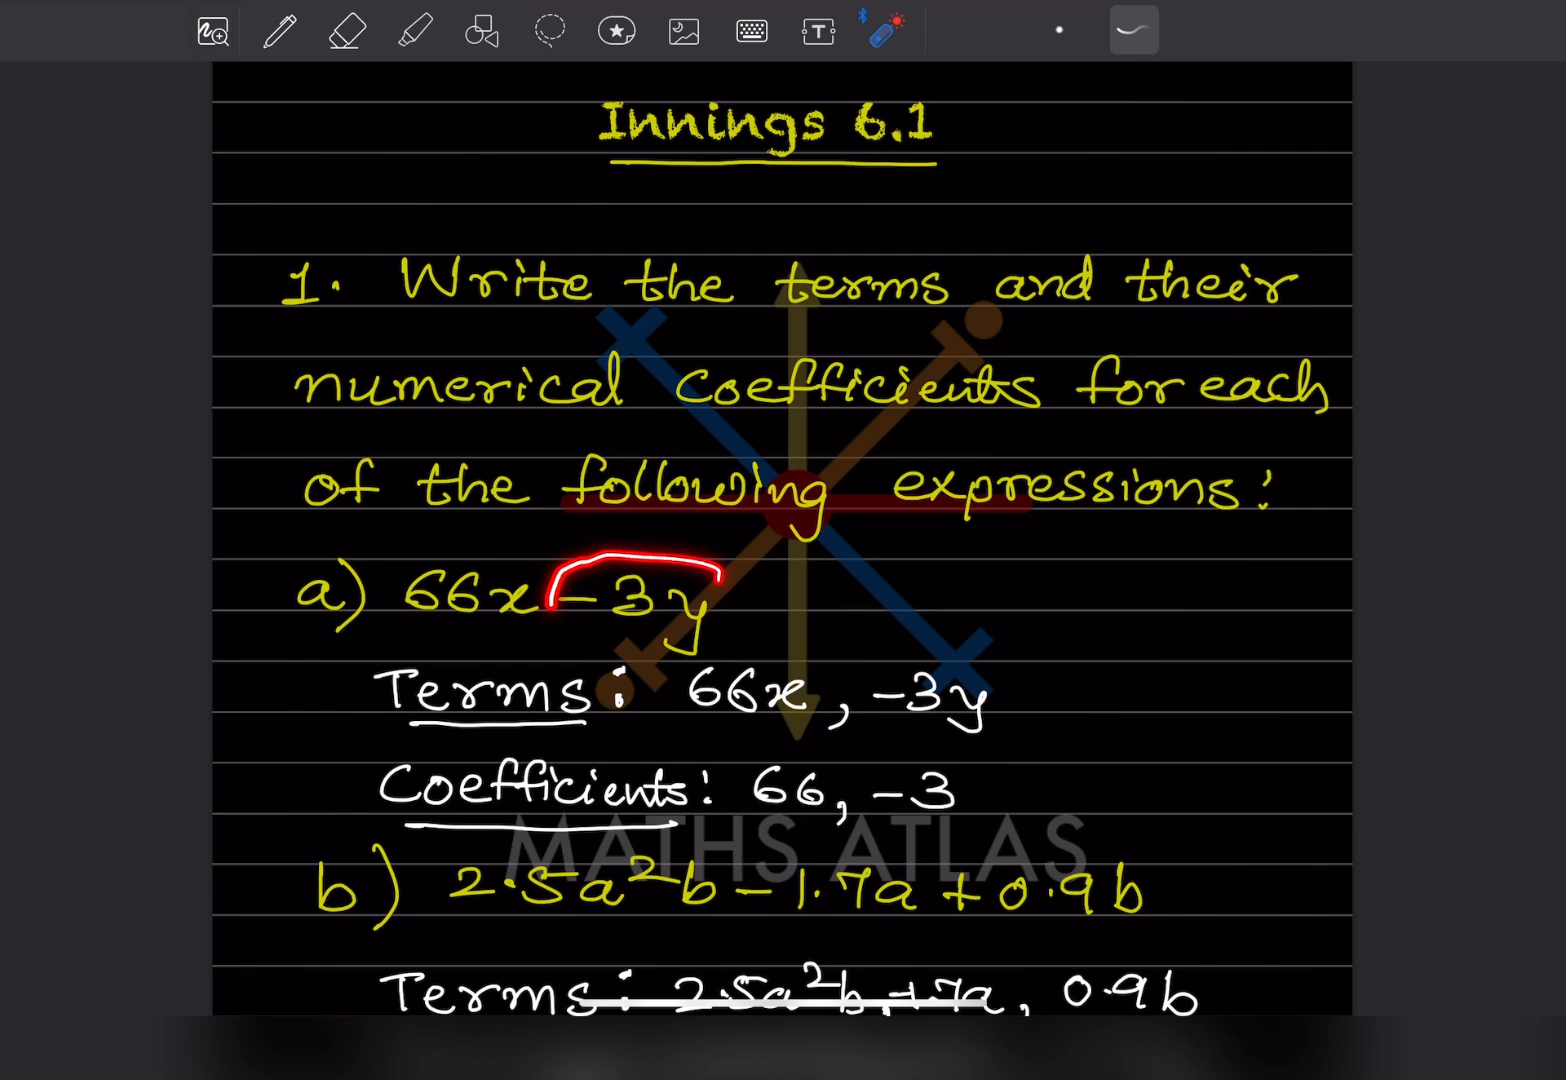 Innings 6.1
1. Write the terms and their
numerical coefficients for each
of the following expressions:
a) 66x - 3y
Terms: 66x, -3y
Coefficients: 66, -3
MATHS ATLAS
b) 2.5a²b - 1.7a + 0.9b
Terms: 2.5a²b, -1.7a, 0.9b